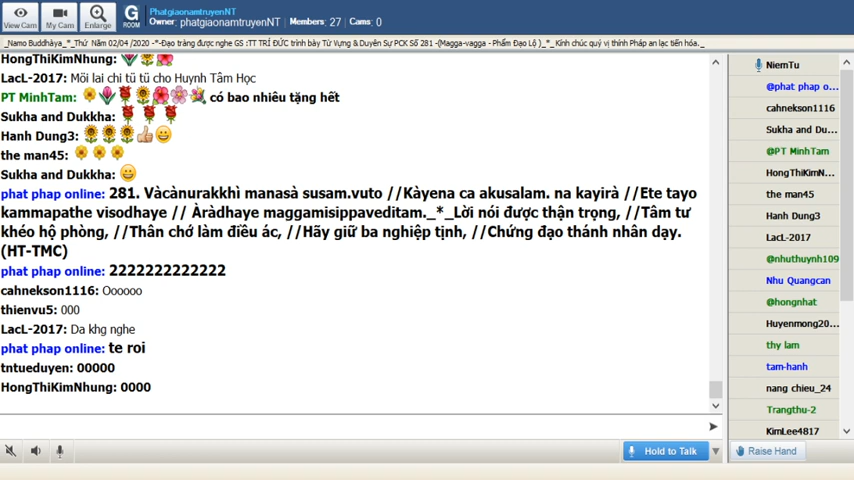 View Cam
My Cam
Enlarge
G
ROOM
PhatgiaonamtruyenNT
Owner: phatgiaonamtruyenNT | Members: 27 | Cams: 0
_Namo Buddhàya_*_Thứ Năm 02/04 /2020 -*-Đạo tràng được nghe GS :TT TRÍ ĐỨC trình bày Từ Vựng & Duyên Sự PCK Số 281 -(Magga-vagga - Phẩm Đạo Lộ )_*_ Kính chúc quý vị thính Pháp an lạc tiến hóa._
HongThiKimNhung:
LacL-2017: Mõi lai chi tũ tũ cho Huynh Tâm Học
PT MinhTam: có bao nhiêu tặng hết
Sukha and Dukkha:
Hanh Dung3:
the man45:
Sukha and Dukkha:
phat phap online: 281. Vàcànurakkhì manasà susam.vuto //Kàyena ca akusalam. na kayirà //Ete tayo
kammapathe visodhaye // Àràdhaye maggamisippaveditam._*_Lời nói được thận trọng, //Tâm tư
khéo hộ phòng, //Thân chớ làm điều ác, //Hãy giữ ba nghiệp tịnh, //Chứng đạo thánh nhân dạy.
(HT-TMC)
phat phap online: 2222222222222
cahnekson1116: Oooooo
thienvu5: 000
LacL-2017: Da khg nghe
phat phap online: te roi
tntueduyen: 00000
HongThiKimNhung: 0000
NiemTu
@phat phap o...
cahnekson1116
Sukha and Du...
@PT MinhTam
HongThiKimN...
the man45
Hanh Dung3
LacL-2017
@nhuthuynh109
Nhu Quangcan
@hongnhat
Huyenmong20...
thy lam
tam-hanh
nang chieu_24
Trangthu-2
KimLee4817
Hold to Talk
Raise Hand